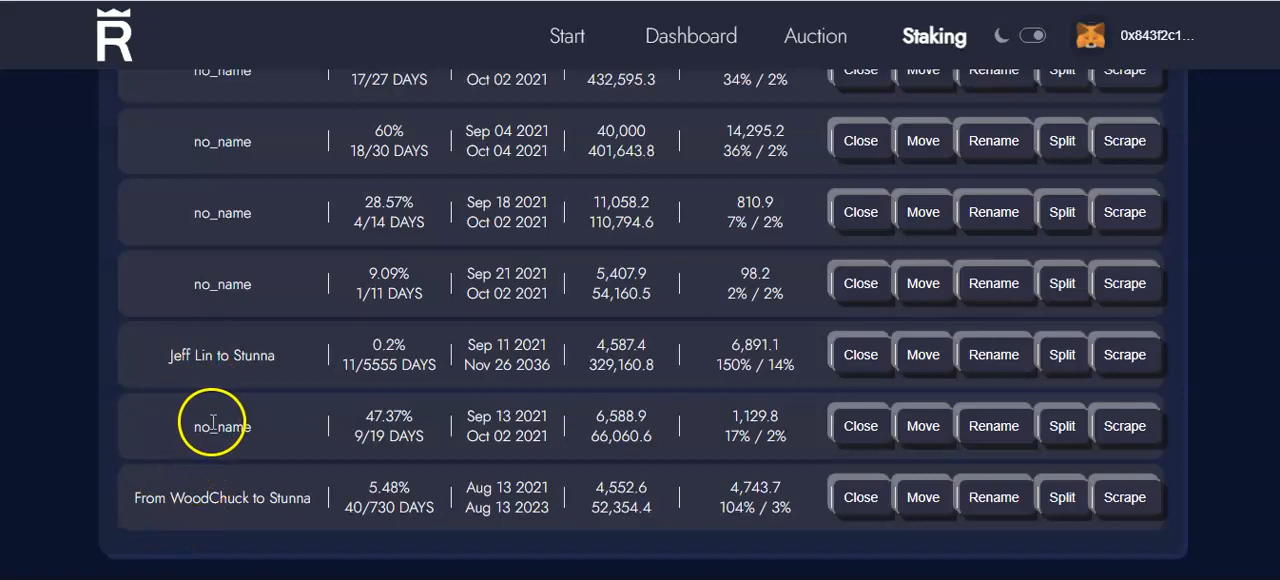 R
Start Dashboard Auction Staking 0x843f2c1...
no_name 17/27 DAYS Oct 02 2021 432,595.3 34% / 2% Close Move Rename Split Scrape
no_name 60% 18/30 DAYS Sep 04 2021 Oct 04 2021 40,000 401,643.8 14,295.2 36% / 2% Close Move Rename Split Scrape
no_name 28.57% 4/14 DAYS Sep 18 2021 Oct 02 2021 11,058.2 110,794.6 810.9 7% / 2% Close Move Rename Split Scrape
no_name 9.09% 1/11 DAYS Sep 21 2021 Oct 02 2021 5,407.9 54,160.5 98.2 2% / 2% Close Move Rename Split Scrape
Jeff Lin to Stunna 0.2% 11/5555 DAYS Sep 11 2021 Nov 26 2036 4,587.4 329,160.8 6,891.1 150% / 14% Close Move Rename Split Scrape
no_name 47.37% 9/19 DAYS Sep 13 2021 Oct 02 2021 6,588.9 66,060.6 1,129.8 17% / 2% Close Move Rename Split Scrape
From WoodChuck to Stunna 5.48% 40/730 DAYS Aug 13 2021 Aug 13 2023 4,552.6 52,354.4 4,743.7 104% / 3% Close Move Rename Split Scrape